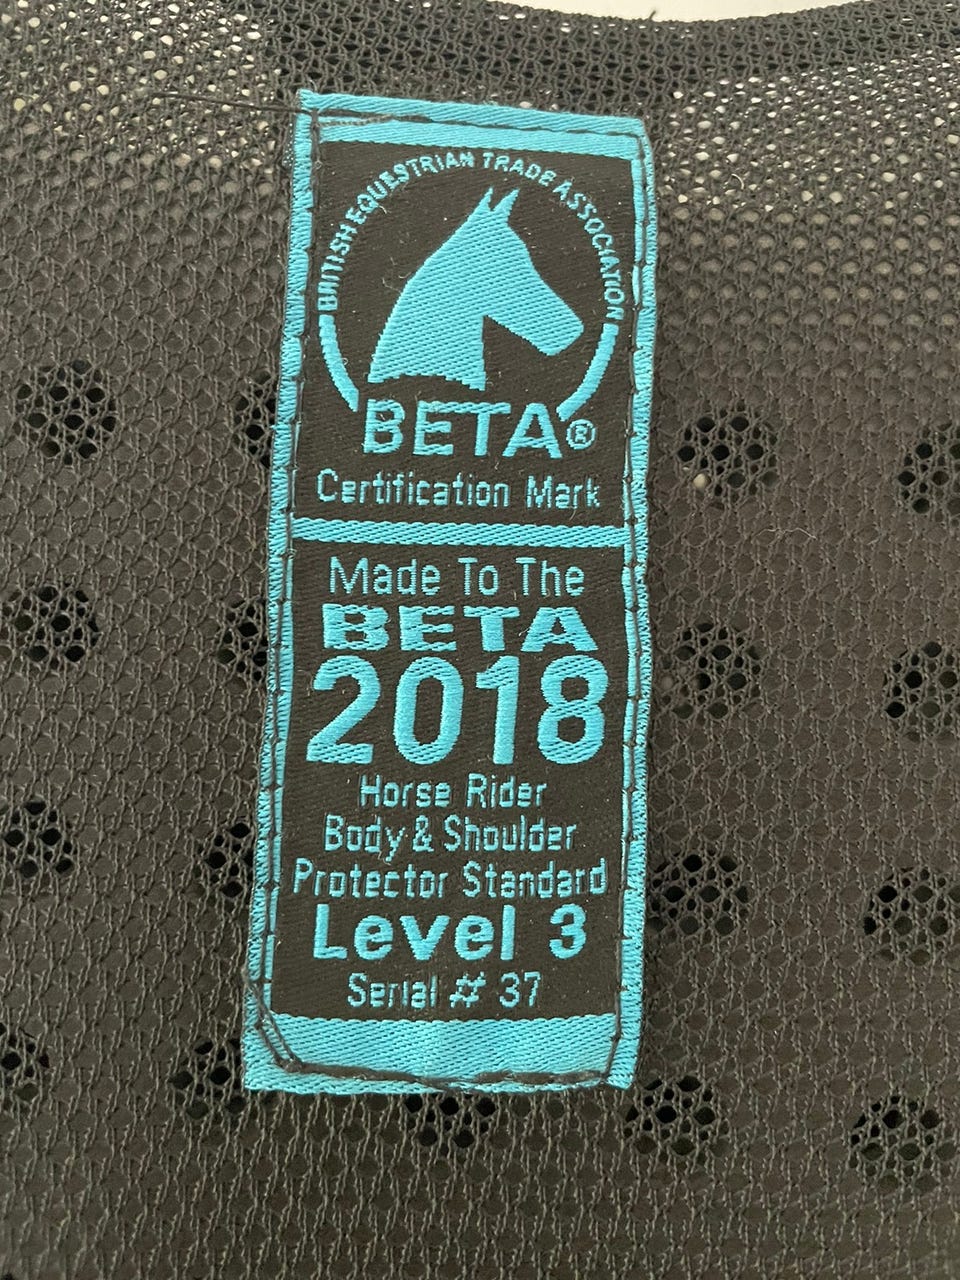 BRITISH EQUESTRIAN TRADE ASSOCIATION
BETA®
Certification Mark
Made To The
BETA
2018
Horse Rider
Body & Shoulder
Protector Standard
Level 3
Serial # 37